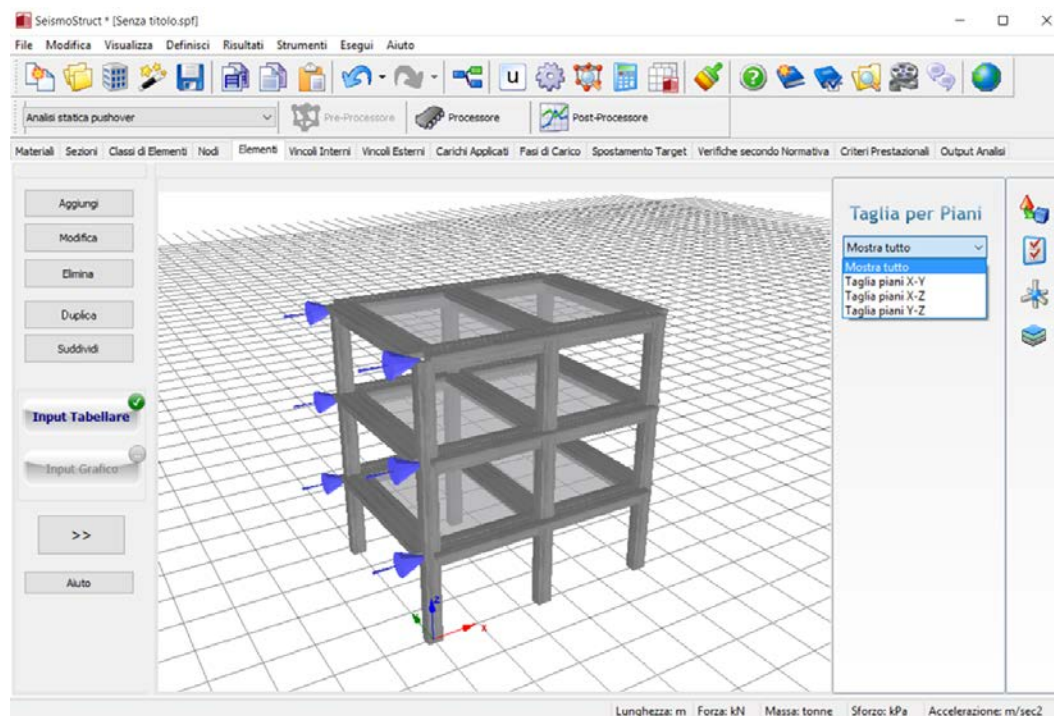 SeismoStruct * [Senza titolo.spf]
File Modifica Visualizza Definisci Risultati Strumenti Esegui Aiuto
u
Analisi statica pushover Pre-Processore Processore Post-Processore
Materiali Sezioni Classi di Elementi Nodi Elementi Vincoli Interni Vincoli Esterni Carichi Applicati Fasi di Carico Spostamento Target Verifiche secondo Normativa Criteri Prestazionali Output Analisi
Aggiungi
Modifica
Elimina
Duplica
Suddividi
Input Tabellare
Input Grafico
>>
Aiuto
z
y
x
Taglia per Piani
Mostra tutto
Mostra tutto
Taglia piani X-Y
Taglia piani X-Z
Taglia piani Y-Z
Lunghezza: m Forza: kN Massa: tonne Sforzo: kPa Accelerazione: m/sec2